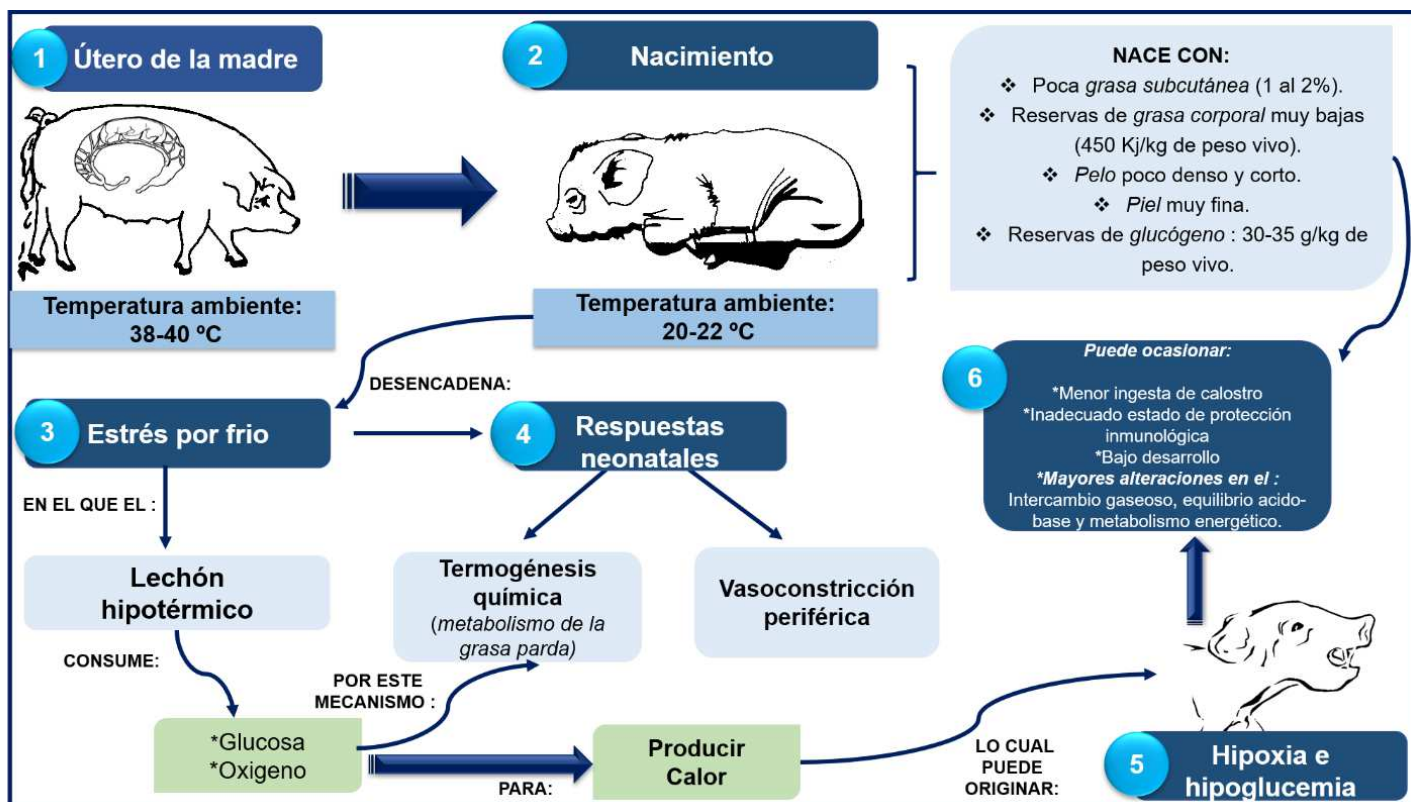 1
Útero de la madre
Temperatura ambiente:
38-40 ºC
2
Nacimiento
Temperatura ambiente:
20-22 ºC
NACE CON:
❖ Poca grasa subcutánea (1 al 2%).
❖ Reservas de grasa corporal muy bajas
(450 Kj/kg de peso vivo).
❖ Pelo poco denso y corto.
❖ Piel muy fina.
❖ Reservas de glucógeno : 30-35 g/kg de
peso vivo.
DESENCADENA:
3
Estrés por frio
4
Respuestas
neonatales
EN EL QUE EL :
Lechón
hipotérmico
Termogénesis
química
(metabolismo de la
grasa parda)
Vasoconstricción
periférica
CONSUME:
POR ESTE
MECANISMO :
*Glucosa
*Oxigeno
PARA:
Producir
Calor
LO CUAL
PUEDE
ORIGINAR:
5
Hipoxia e
hipoglucemia
6
Puede ocasionar:
*Menor ingesta de calostro
*Inadecuado estado de protección
inmunológica
*Bajo desarrollo
*Mayores alteraciones en el :
Intercambio gaseoso, equilibrio acido-
base y metabolismo energético.